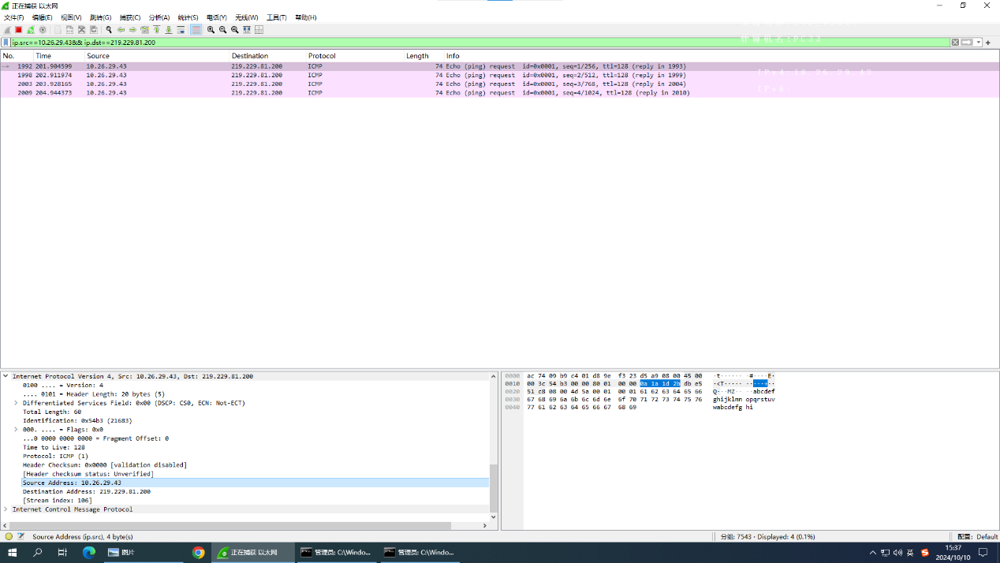 正在捕获 以太网
文件(F) 编辑(E) 视图(V) 跳转(G) 捕获(C) 分析(A) 统计(S) 电话(Y) 无线(W) 工具(T) 帮助(H)
计算机名:PC23
ip.src==10.26.29.43&& ip.dst==219.229.81.200
No. Time Source Destination Protocol Length Info
1992 201.904599 10.26.29.43 219.229.81.200 ICMP 74 Echo (ping) request id=0x0001, seq=1/256, ttl=128 (reply in 1993)
1998 202.911974 10.26.29.43 219.229.81.200 ICMP 74 Echo (ping) request id=0x0001, seq=2/512, ttl=128 (reply in 1999)
2003 203.928165 10.26.29.43 219.229.81.200 ICMP 74 Echo (ping) request id=0x0001, seq=3/768, ttl=128 (reply in 2004)
2009 204.944373 10.26.29.43 219.229.81.200 ICMP 74 Echo (ping) request id=0x0001, seq=4/1024, ttl=128 (reply in 2010)
Internet Protocol Version 4, Src: 10.26.29.43, Dst: 219.229.81.200
0100 .... = Version: 4
.... 0101 = Header Length: 20 bytes (5)
Differentiated Services Field: 0x00 (DSCP: CS0, ECN: Not-ECT)
Total Length: 60
Identification: 0x54b3 (21683)
000. .... = Flags: 0x0
...0 0000 0000 0000 = Fragment Offset: 0
Time to Live: 128
Protocol: ICMP (1)
Header Checksum: 0x0000 [validation disabled]
[Header checksum status: Unverified]
Source Address: 10.26.29.43
Destination Address: 219.229.81.200
[Stream index: 106]
Internet Control Message Protocol
0000 ac 74 09 b9 c4 01 d8 9e f3 23 d5 a9 08 00 45 00 ·t······ ·#····E·
0010 00 3c 54 b3 00 00 80 01 00 00 0a 1a 1d 2b db e5 ·<T····· ·····+··
0020 51 c8 08 00 4d 5a 00 01 00 01 61 62 63 64 65 66 Q···MZ·· ··abcdef
0030 67 68 69 6a 6b 6c 6d 6e 6f 70 71 72 73 74 75 76 ghijklmn opqrstuv
0040 77 61 62 63 64 65 66 67 68 69 wabcdefg hi
Source Address (ip.src), 4 byte(s)
分组: 7543 · Displayed: 4 (0.1%)
配置: Default
图片
正在捕获 以太网
管理员: C:\Windo...
管理员: C:\Windo...
英
15:37
2024/10/10